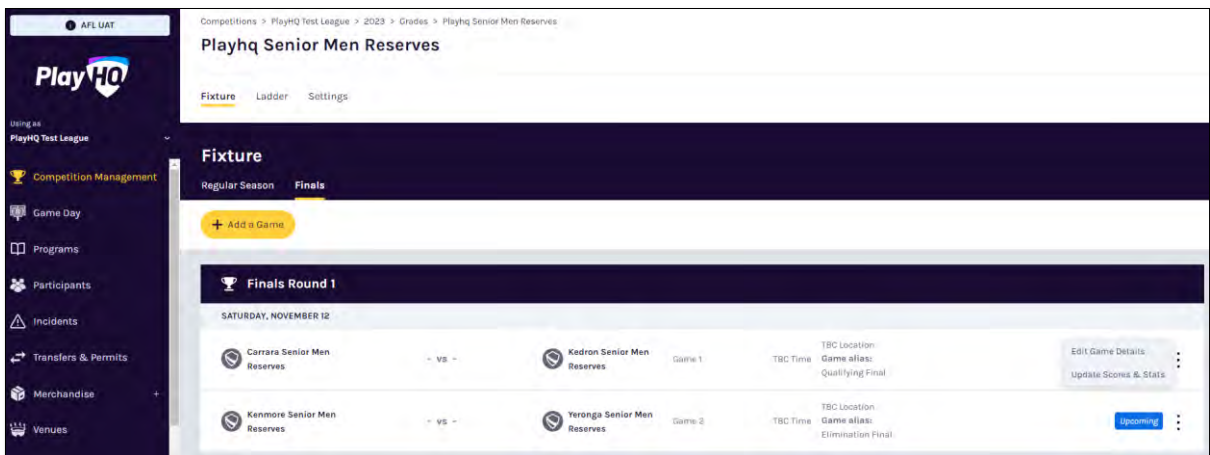 AFL UAT
PlayHQ
Using as
PlayHQ Test League
Competition Management
Game Day
Programs
Participants
Incidents
Transfers & Permits
Merchandise +
Venues
Competitions > PlayHQ Test League > 2023 > Grades > Playhq Senior Men Reserves
Playhq Senior Men Reserves
Fixture Ladder Settings
Fixture
Regular Season Finals
+ Add a Game
Finals Round 1
SATURDAY, NOVEMBER 12
Carrara Senior Men
Reserves
- VS -
Kedron Senior Men
Reserves
Game 1
TBC Time
TBC Location
Game alias:
Qualifying Final
Edit Game Details
Update Scores & Stats
Kenmore Senior Men
Reserves
- VS -
Yeronga Senior Men
Reserves
Game 2
TBC Time
TBC Location
Game alias:
Elimination Final
Upcoming